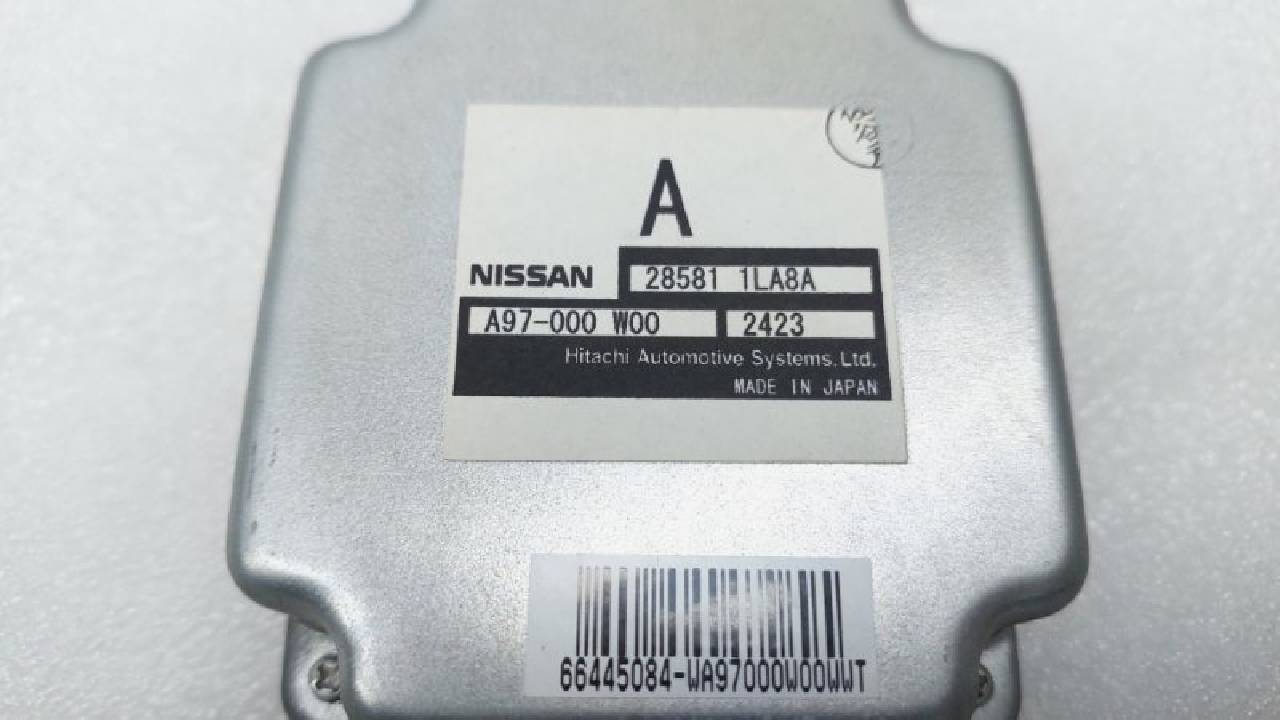 A
NISSAN 28581 1LA8A
A97-000 W00 2423
Hitachi Automotive Systems.Ltd.
MADE IN JAPAN
66445084-WA97000W00WWT